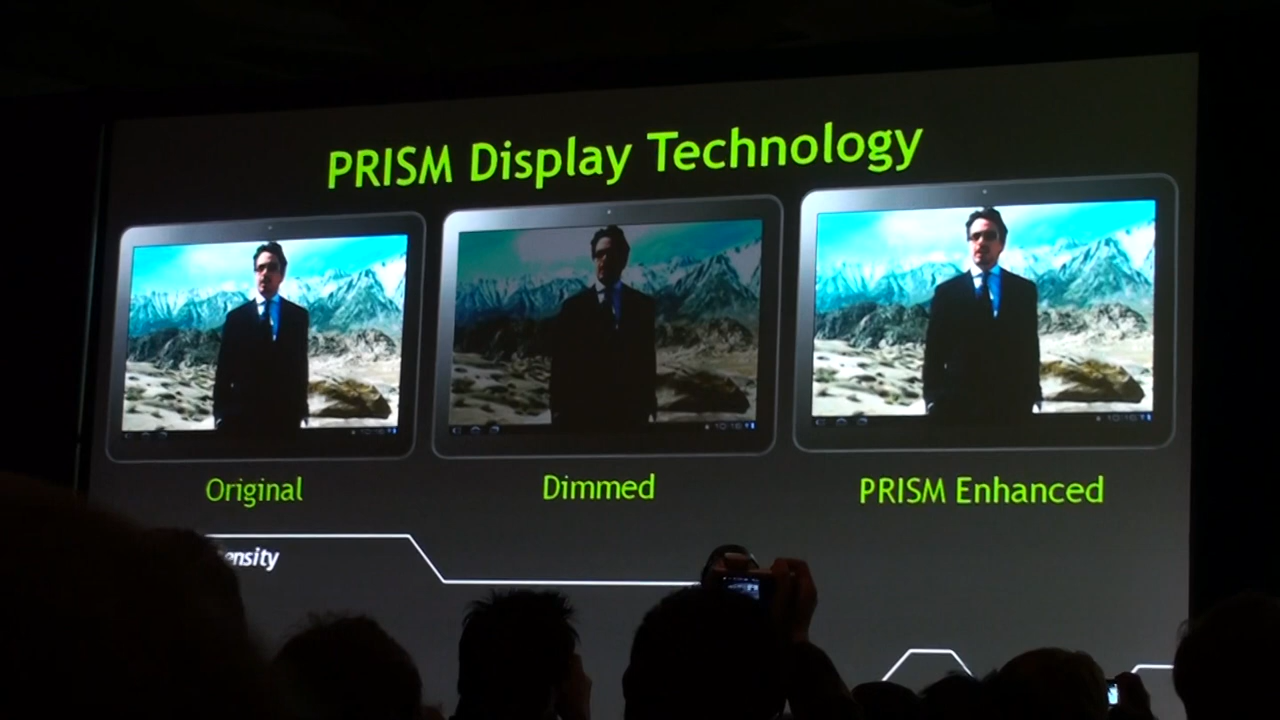 PRISM Display Technology
Original
Dimmed
PRISM Enhanced
ensity